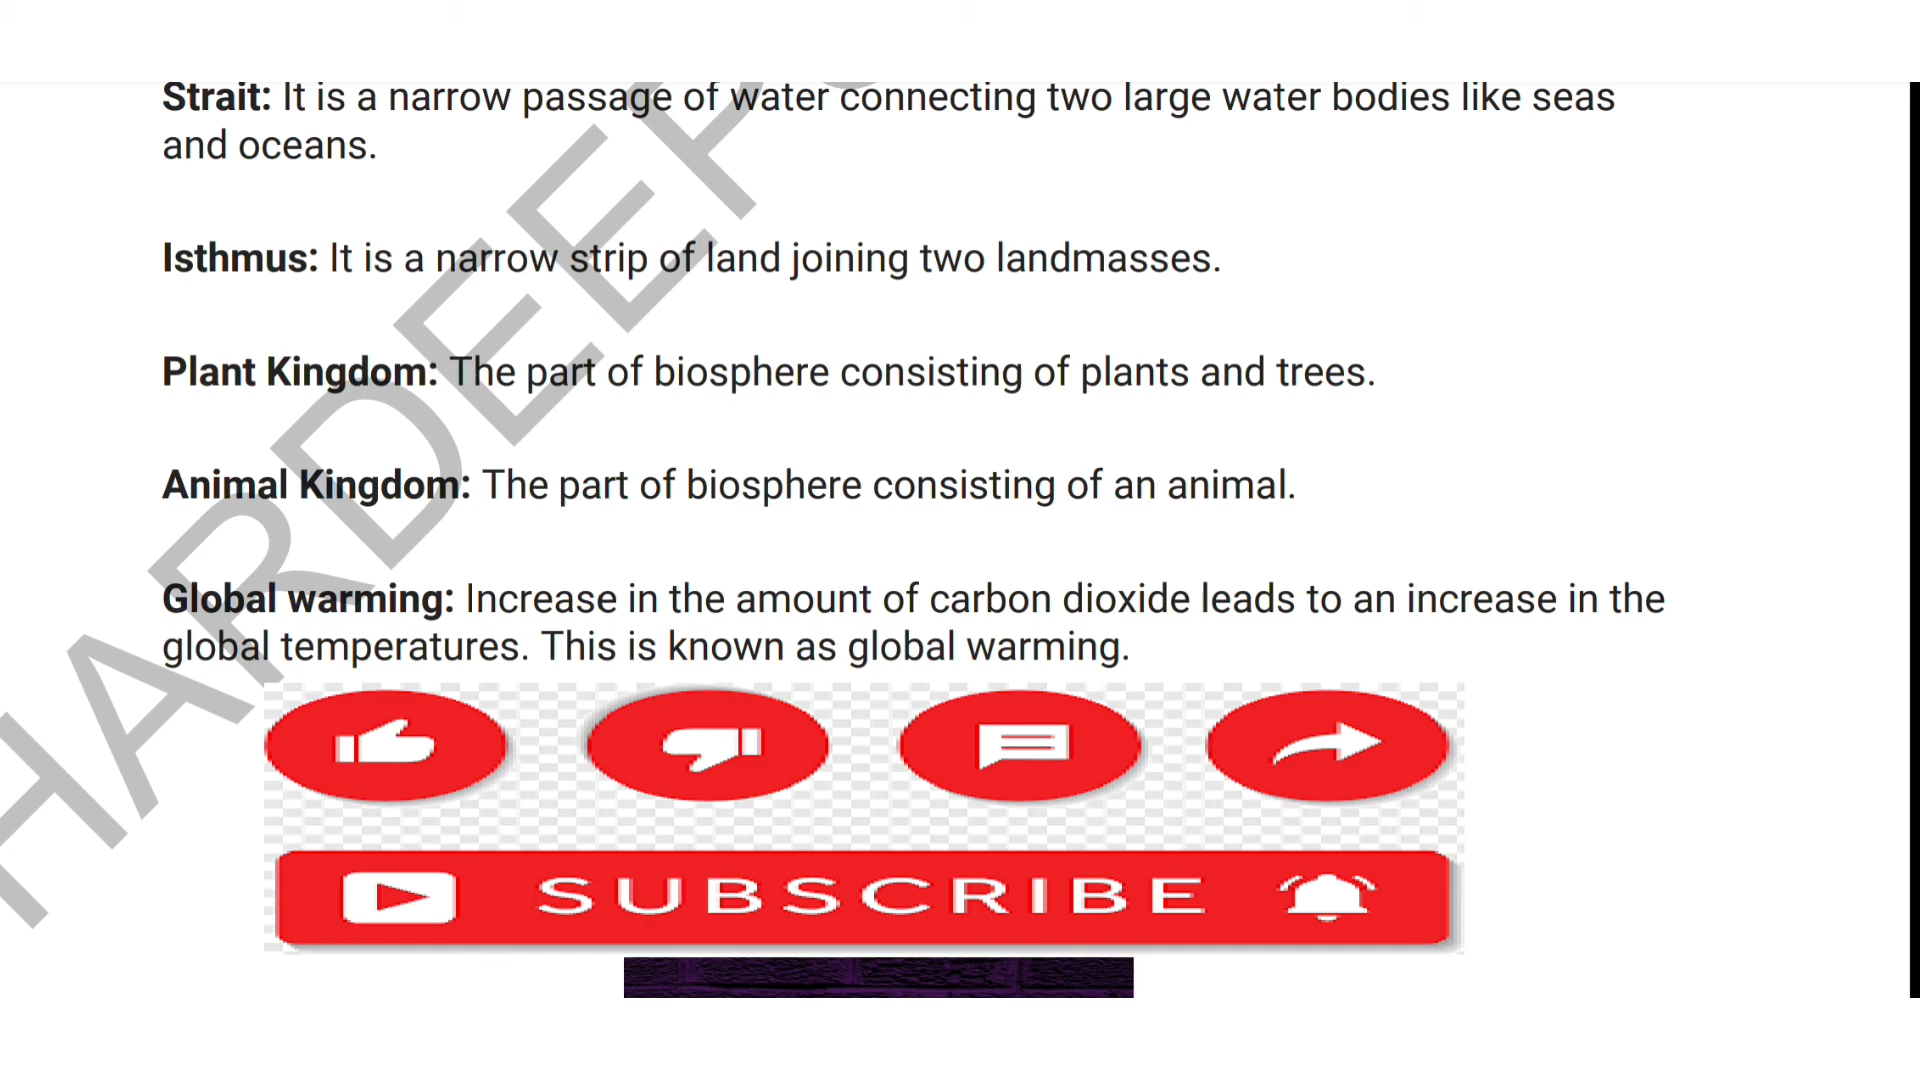 Strait: It is a narrow passage of water connecting two large water bodies like seas
and oceans.
Isthmus: It is a narrow strip of land joining two landmasses.
Plant Kingdom: The part of biosphere consisting of plants and trees.
Animal Kingdom: The part of biosphere consisting of an animal.
Global warming: Increase in the amount of carbon dioxide leads to an increase in the
global temperatures. This is known as global warming.
SUBSCRIBE
HARDEEP